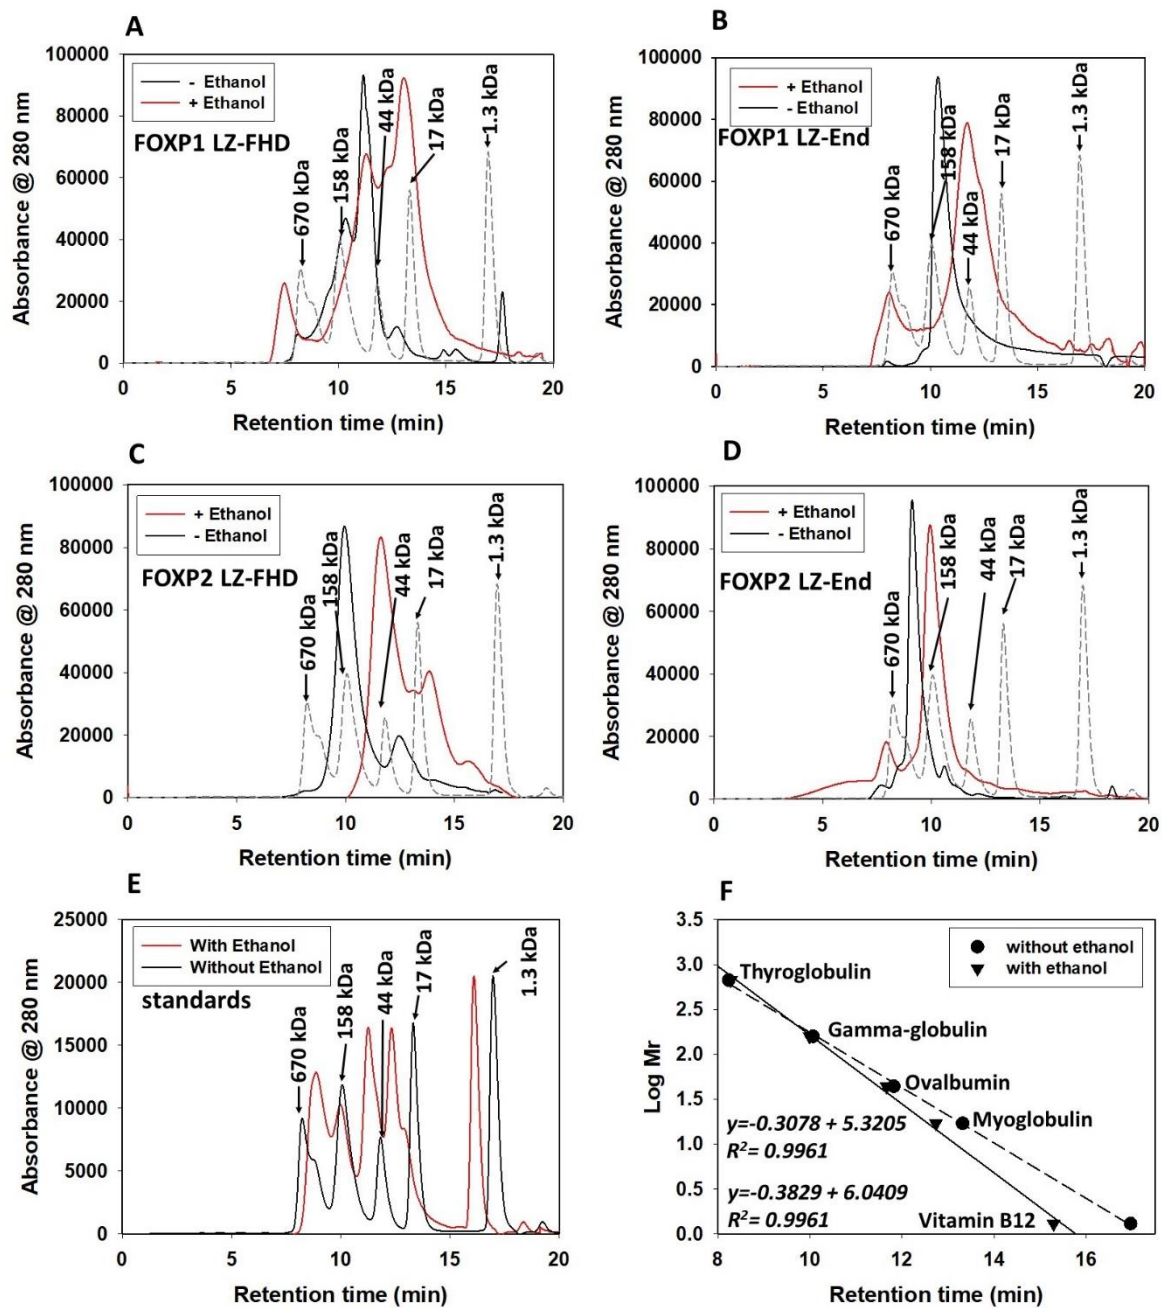 A
100000
80000
60000
40000
20000
0
Absorbance @ 280 nm
- Ethanol
+ Ethanol
FOXP1 LZ-FHD
670 kDa
158 kDa
44 kDa
17 kDa
1.3 kDa
0 5 10 15 20
Retention time (min)
B
100000
80000
60000
40000
20000
0
Absorbance @ 280 nm
+ Ethanol
- Ethanol
FOXP1 LZ-End
670 kDa
158 kDa
44 kDa
17 kDa
1.3 kDa
0 5 10 15 20
Retention time (min)
C
100000
80000
60000
40000
20000
0
Absorbance @ 280 nm
+ Ethanol
- Ethanol
FOXP2 LZ-FHD
670 kDa
158 kDa
44 kDa
17 kDa
1.3 kDa
0 5 10 15 20
Retention time (min)
D
100000
80000
60000
40000
20000
0
Absorbance @ 280 nm
+ Ethanol
- Ethanol
FOXP2 LZ-End
670 kDa
158 kDa
44 kDa
17 kDa
1.3 kDa
0 5 10 15 20
Retention time (min)
E
25000
20000
15000
10000
5000
0
Absorbance @ 280 nm
With Ethanol
Without Ethanol
standards
670 kDa
158 kDa
44 kDa
17 kDa
1.3 kDa
0 5 10 15 20
Retention time (min)
F
3.5
3.0
2.5
2.0
1.5
1.0
0.5
0.0
Log Mr
without ethanol
with ethanol
Thyroglobulin
Gamma-globulin
Ovalbumin
Myoglobulin
y=-0.3078 + 5.3205
R²= 0.9961
y=-0.3829 + 6.0409
R²= 0.9961
Vitamin B12
8 10 12 14 16
Retention time (min)